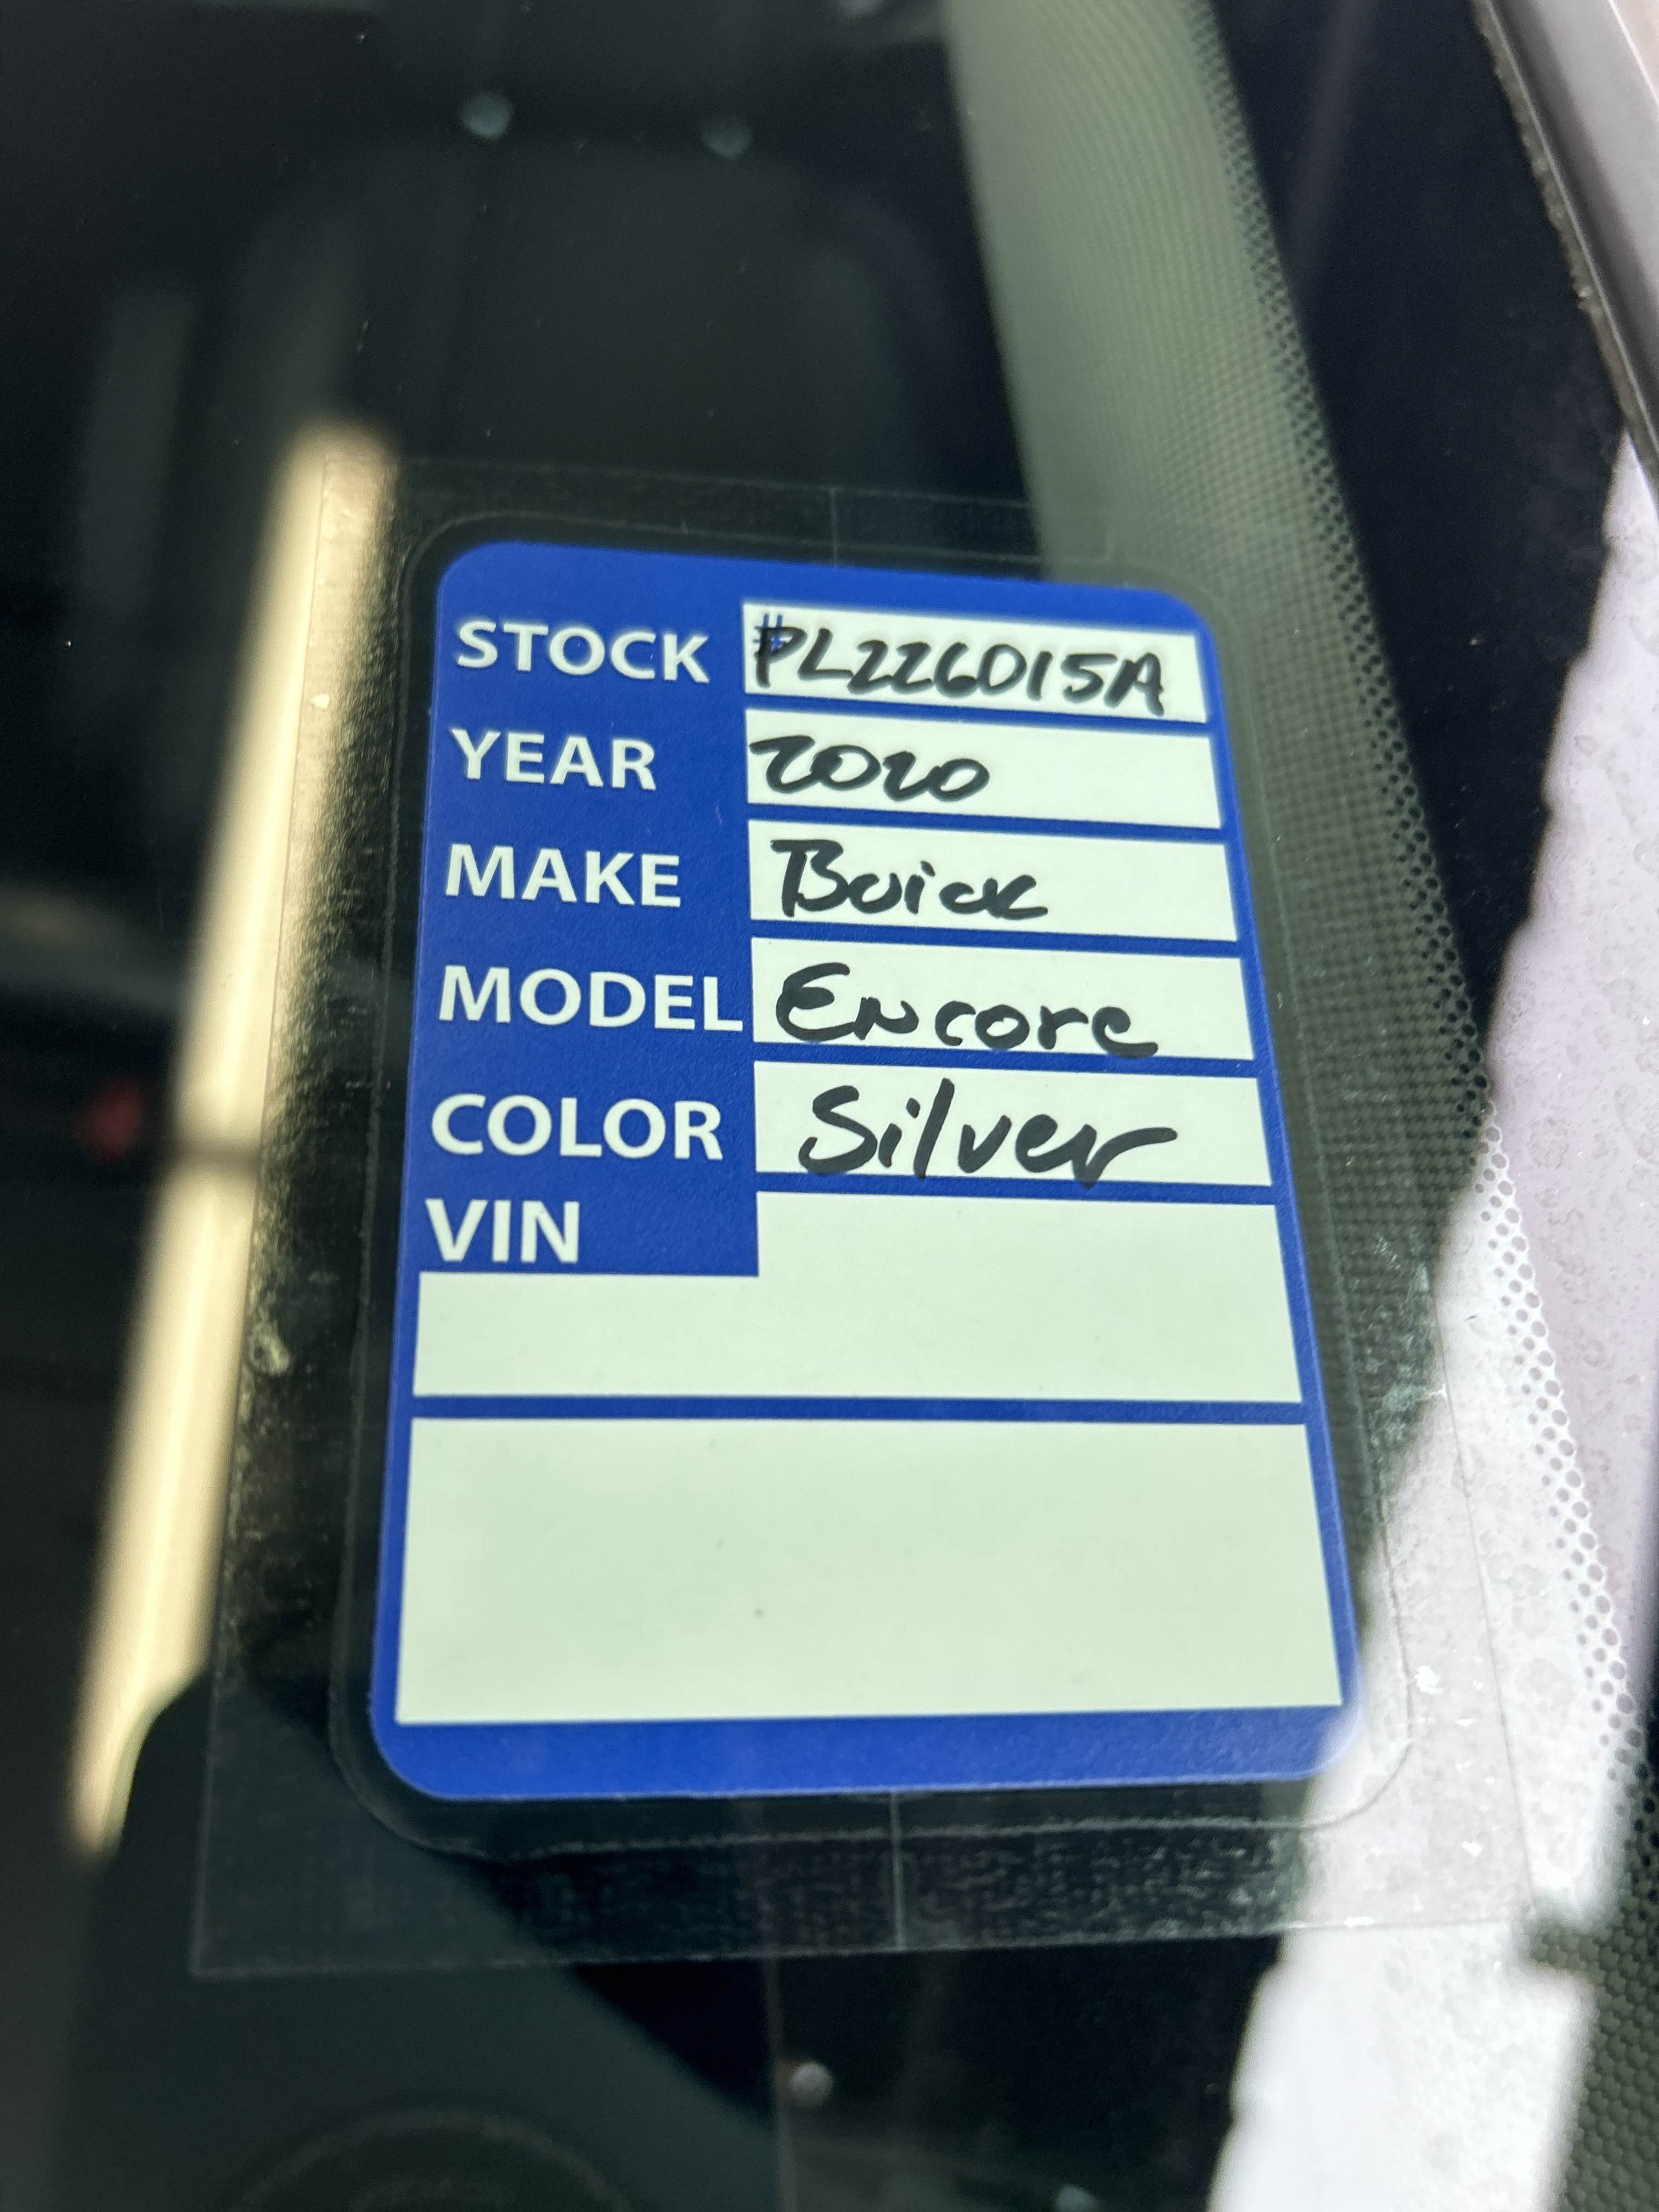 STOCK #PL226015A
YEAR 2020
MAKE Buick
MODEL Encore
COLOR Silver
VIN